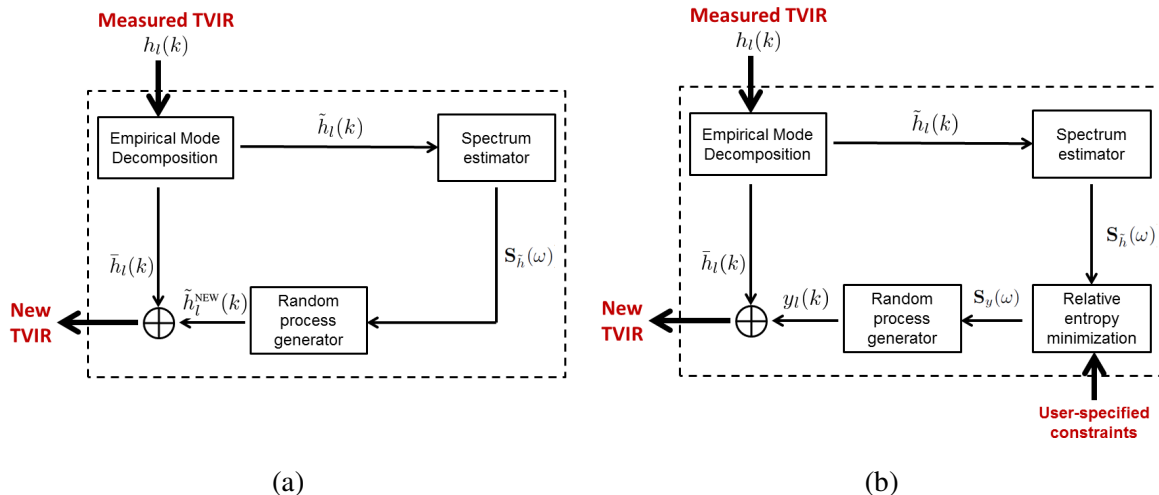 Measured TVIR
h_l(k)
Empirical Mode
Decomposition
h̃_l(k)
Spectrum
estimator
h̄_l(k)
S_h̃(ω)
New
TVIR
h̃_l^NEW(k)
Random
process
generator
(a)
Measured TVIR
h_l(k)
Empirical Mode
Decomposition
h̃_l(k)
Spectrum
estimator
h̄_l(k)
S_h̃(ω)
New
TVIR
y_l(k)
Random
process
generator
S_y(ω)
Relative
entropy
minimization
User-specified
constraints
(b)